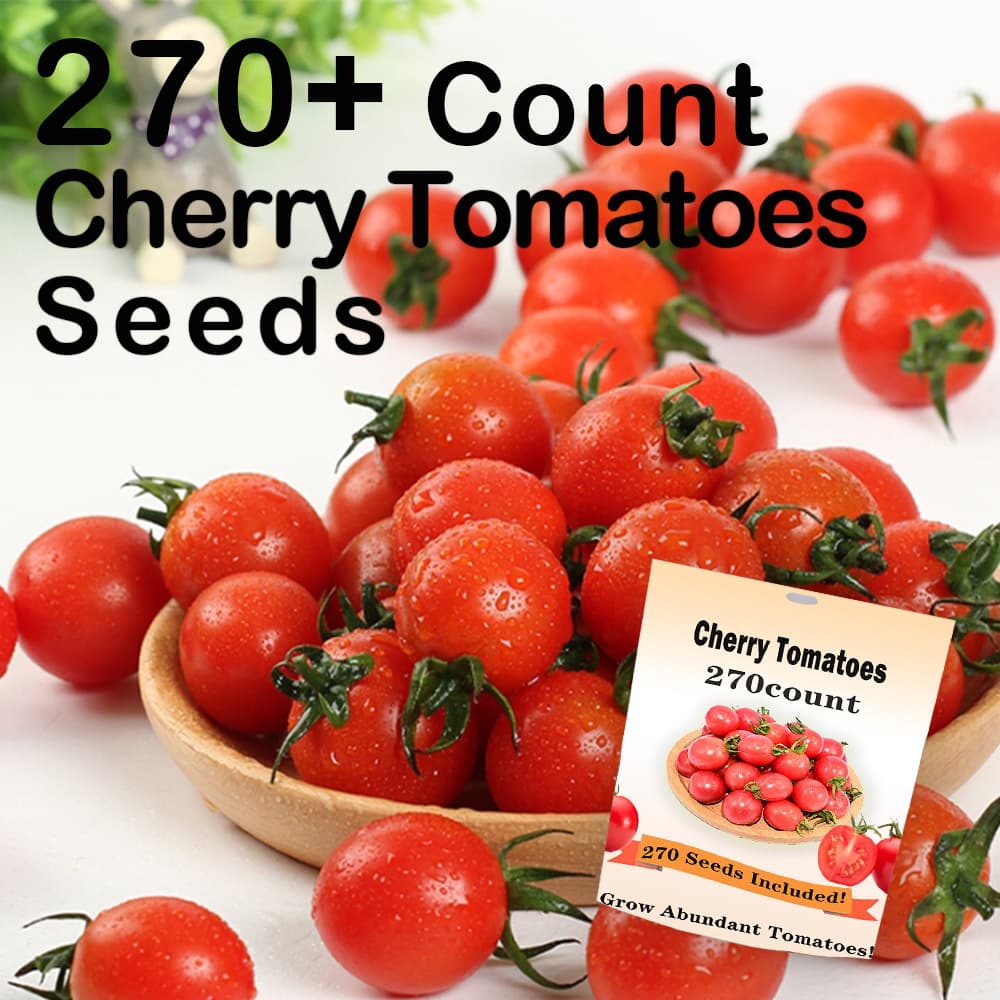 270+ Count
Cherry Tomatoes
Seeds
Cherry Tomatoes
270count
270 Seeds Included!
Grow Abundant Tomatoes!